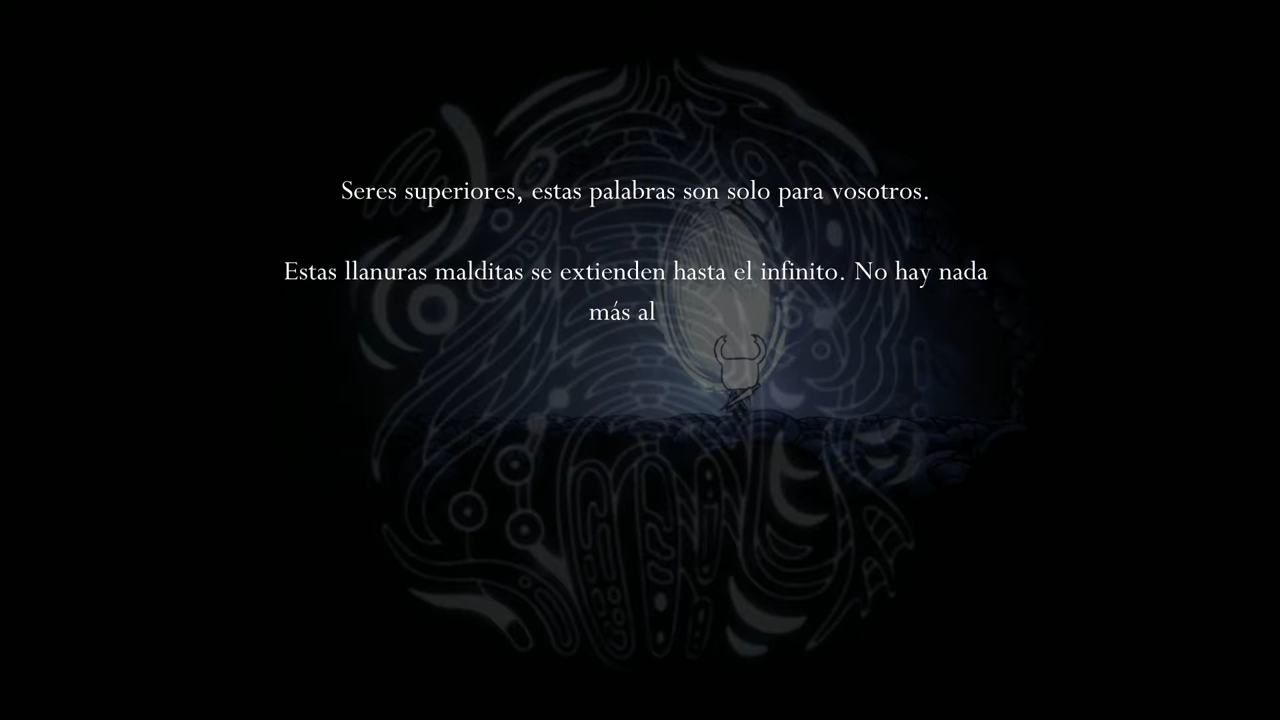 Seres superiores, estas palabras son solo para vosotros.
Estas llanuras malditas se extienden hasta el infinito. No hay nada
más al